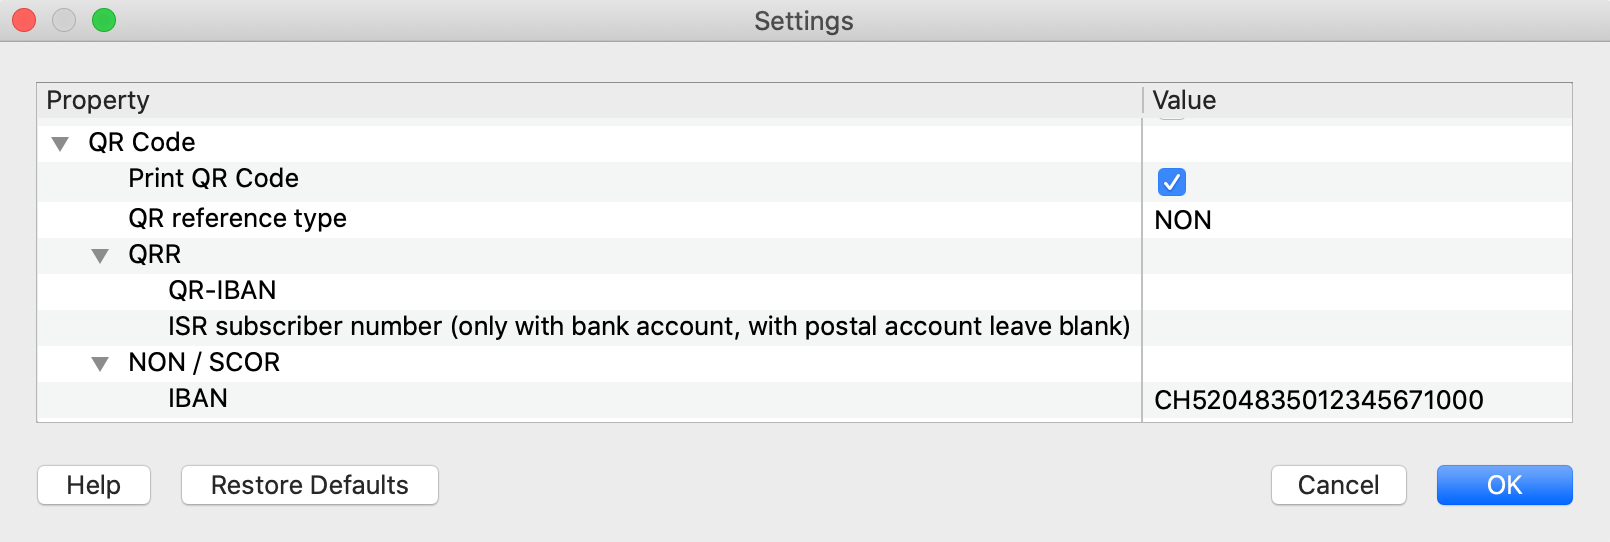 Settings
Property Value
QR Code
Print QR Code
QR reference type NON
QRR
QR-IBAN
ISR subscriber number (only with bank account, with postal account leave blank)
NON / SCOR
IBAN CH5204835012345671000
Help Restore Defaults Cancel OK